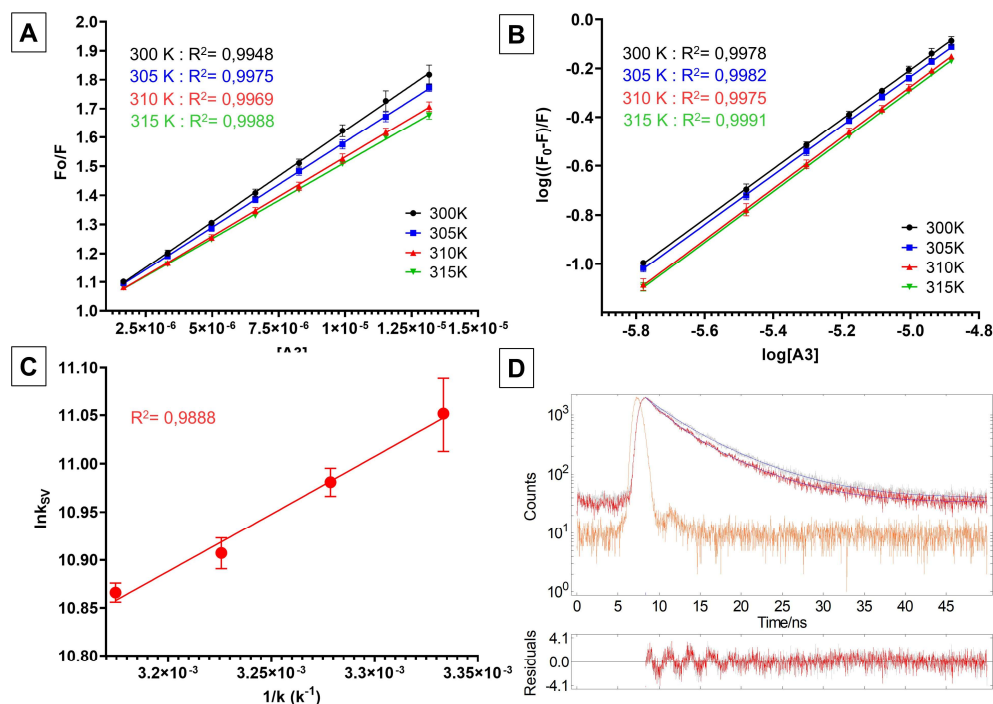 A
300 K : R²= 0,9948
305 K : R²= 0,9975
310 K : R²= 0,9969
315 K : R²= 0,9988
2.0
1.9
1.8
1.7
1.6
1.5
1.4
1.3
1.2
1.1
1.0
Fo/F
300K
305K
310K
315K
2.5×10⁻⁶
5×10⁻⁶
7.5×10⁻⁶
1×10⁻⁵
1.25×10⁻⁵
1.5×10⁻⁵
B
300 K : R²= 0,9978
305 K : R²= 0,9982
310 K : R²= 0,9975
315 K : R²= 0,9991
0.0
-0.2
-0.4
-0.6
-0.8
-1.0
log((F₀-F)/F)
300K
305K
310K
315K
-5.8
-5.6
-5.4
-5.2
-5.0
-4.8
log[A3]
C
R²= 0,9888
11.10
11.05
11.00
10.95
10.90
10.85
10.80
lnkSV
3.2×10⁻³
3.25×10⁻³
3.3×10⁻³
3.35×10⁻³
1/k (k⁻¹)
D
10³
10²
10¹
10⁰
Counts
0
5
10
15
20
25
30
35
40
45
Time/ns
4.1
0.0
-4.1
Residuals